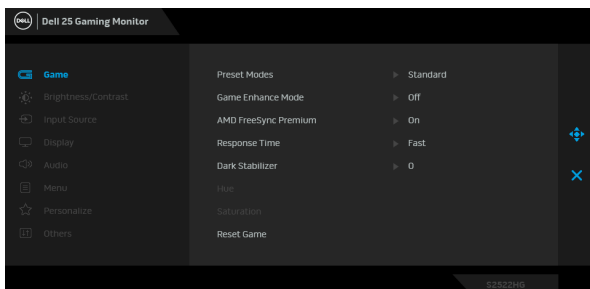 DELL
Dell 25 Gaming Monitor
Game
Brightness/Contrast
Input Source
Display
Audio
Menu
Personalize
Others
Preset Modes Standard
Game Enhance Mode Off
AMD FreeSync Premium On
Response Time Fast
Dark Stabilizer 0
Hue
Saturation
Reset Game
S2522HG